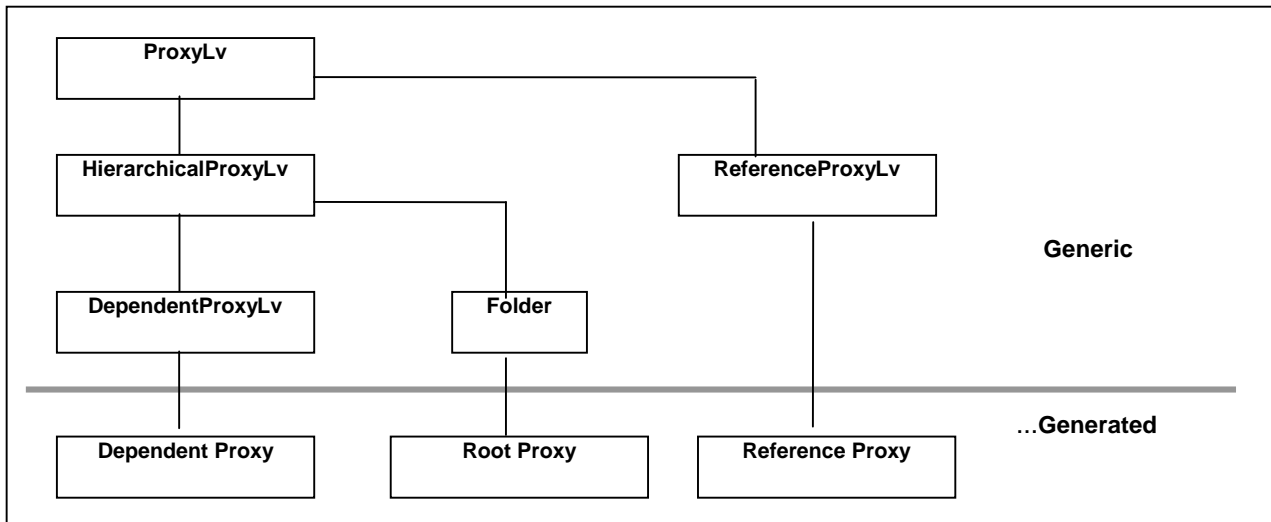 ProxyLv
HierarchicalProxyLv
ReferenceProxyLv
Generic
DependentProxyLv
Folder
...Generated
Dependent Proxy
Root Proxy
Reference Proxy